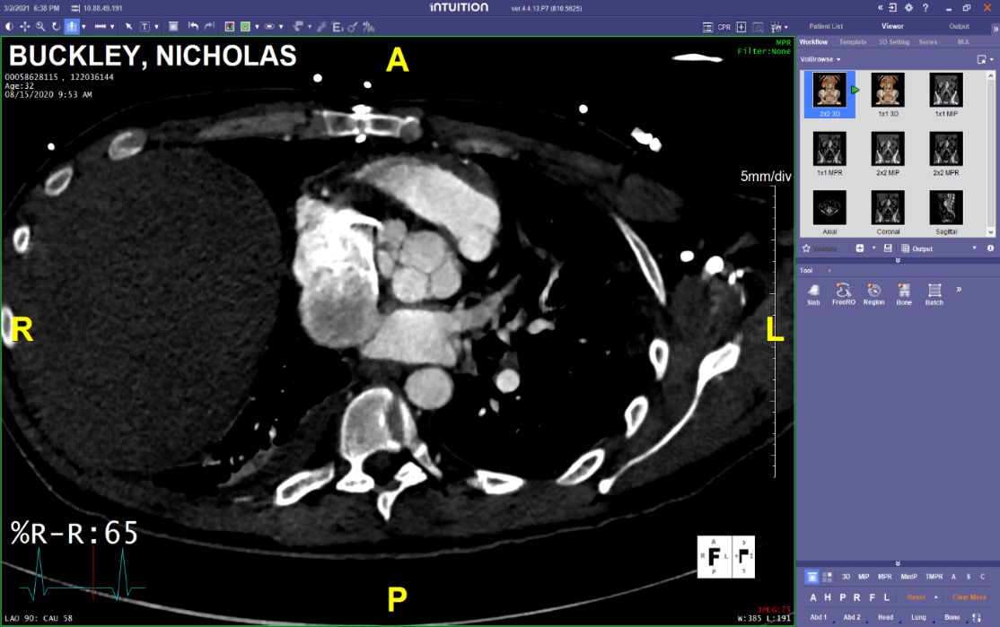 3/2/2021 6:38 PM 10.88.49.191 INTUITION ver 4.4.13.P7 (810.5625)
CPR Patient List Viewer Output
BUCKLEY, NICHOLAS
A
MPR
Filter:None
00058628115 , 122036144
Age:32
08/15/2020 9:53 AM
Workflow Template 3D Setting Series MIA
VolBrowse
2x2 3D 1x1 3D 1x1 MIP
1x1 MPR 2x2 MIP 2x2 MPR
Axial Coronal Sagittal
5mm/div
Validate Output
Tool
Slab FreeRO Region Bone Batch
R
L
%R-R:65
A
R F L
P
P
LAO 90: CAU 58
JPEG:75
W:385 L:191
3D MIP MPR MinIP TMPR A S C
A H P R F L Reset Clear Mask
Abd 1 Abd 2 Head Lung Bone